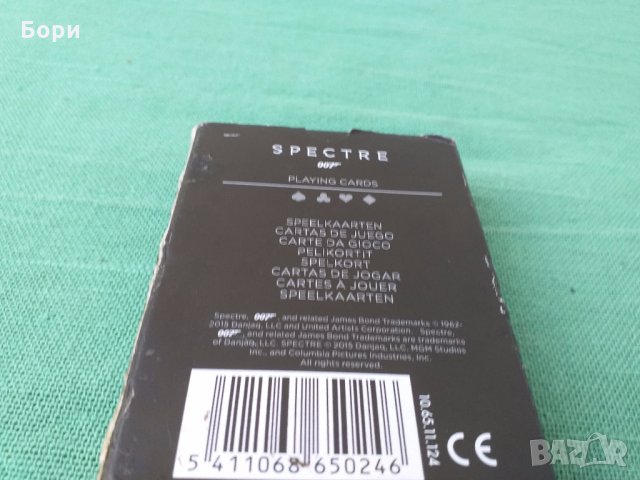 Бори
SPECTRE
007
PLAYING CARDS
SPEELKAARTEN
CARTAS DE JUEGO
CARTE DA GIOCO
PELIKORTIT
SPELKORT
CARTAS DE JOGAR
CARTES À JOUER
SPEELKAARTEN
Spectre, 007 and related James Bond Trademarks © 1962-
2015 Danjaq, LLC and United Artists Corporation. Spectre,
007, and related James Bond Trademarks are trademarks
of Danjaq, LLC. SPECTRE © 2015 Danjaq, LLC, MGM Studios
Inc., and Columbia Pictures Industries, Inc.
All rights reserved.
10.65.11.124
CE
5 411068 650246
BAZAR